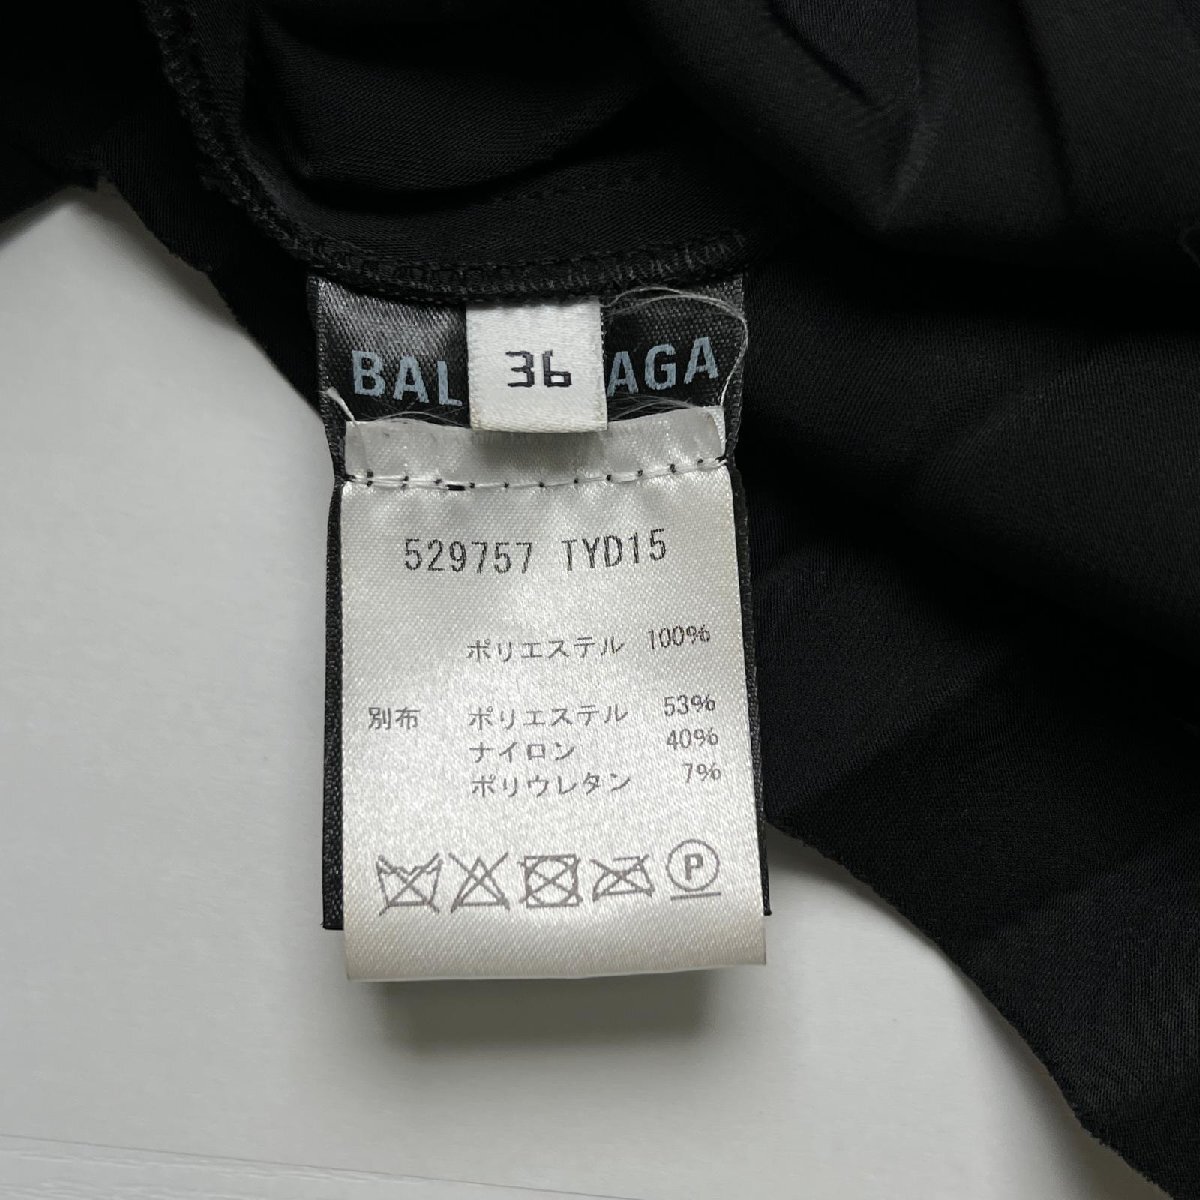 BAL AGA
36
529757 TYD15
ポリエステル 100%
別布 ポリエステル 53%
ナイロン 40%
ポリウレタン 7%
P